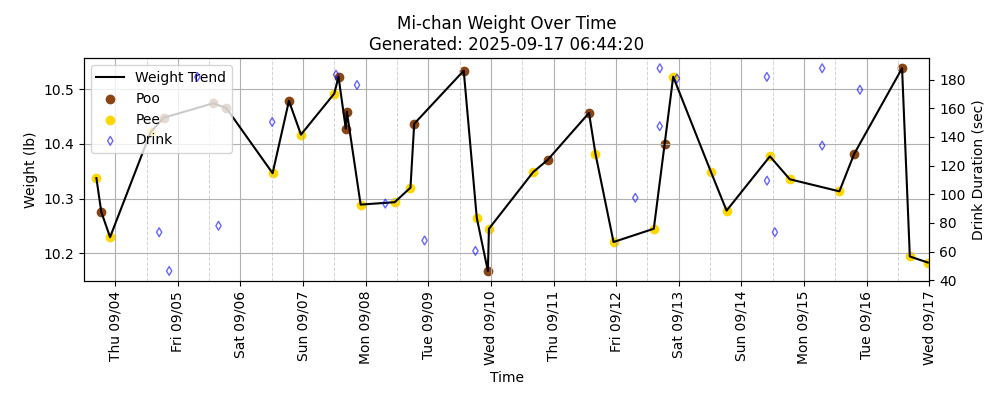 Mi-chan Weight Over Time
Generated: 2025-09-17 06:44:20
Weight Trend
Poo
Pee
Drink
Weight (lb)
10.5
10.4
10.3
10.2
180
160
140
120
100
80
60
40
Drink Duration (sec)
Thu 09/04
Fri 09/05
Sat 09/06
Sun 09/07
Mon 09/08
Tue 09/09
Wed 09/10
Thu 09/11
Fri 09/12
Sat 09/13
Sun 09/14
Mon 09/15
Tue 09/16
Wed 09/17
Time